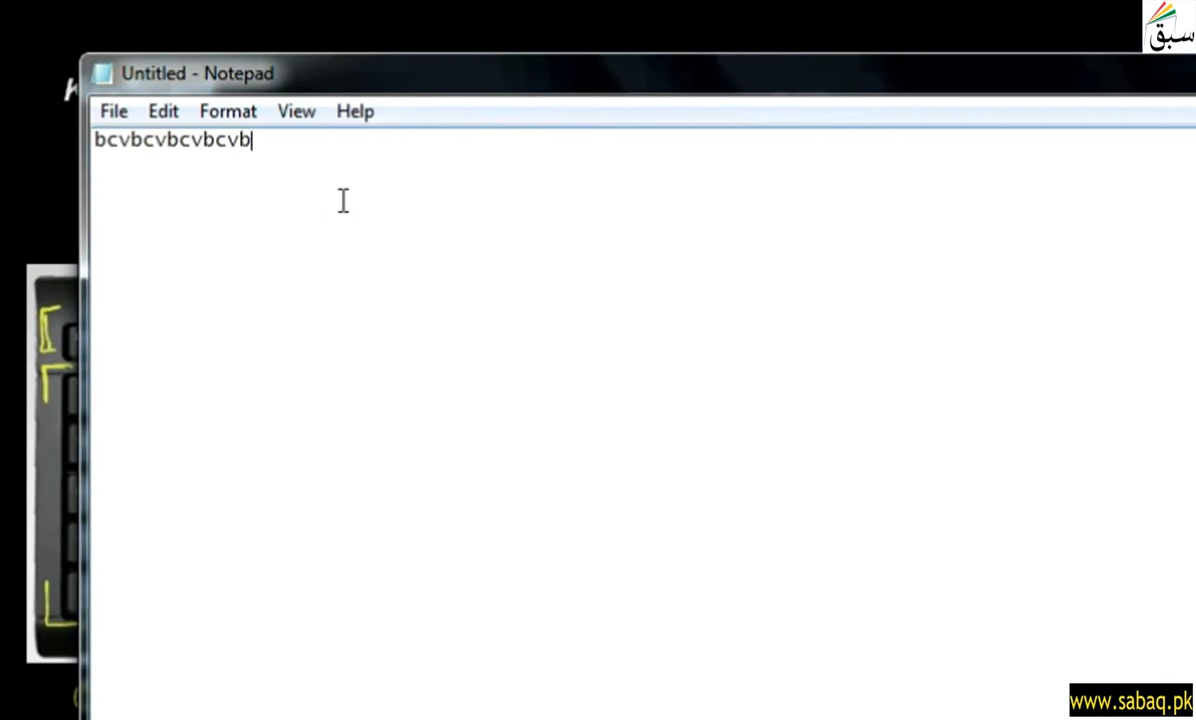 سبق
Untitled - Notepad
File Edit Format View Help
bcvbcvbcvbcvb
www.sabaq.pk